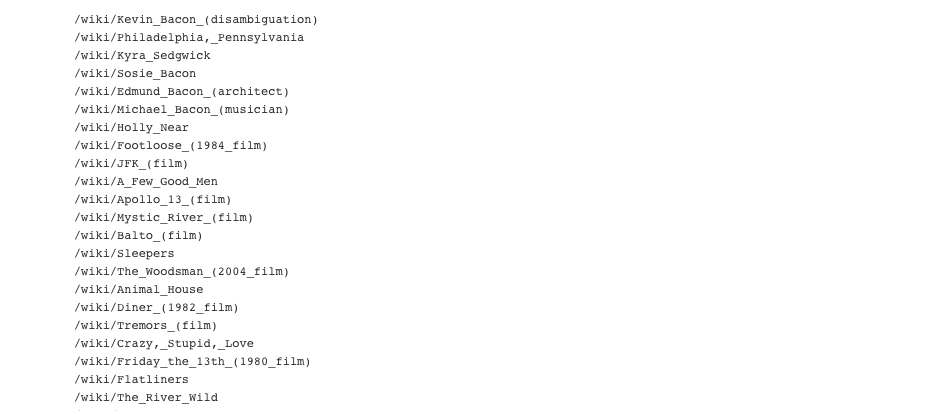 /wiki/Kevin_Bacon_(disambiguation)
/wiki/Philadelphia,_Pennsylvania
/wiki/Kyra_Sedgwick
/wiki/Sosie_Bacon
/wiki/Edmund_Bacon_(architect)
/wiki/Michael_Bacon_(musician)
/wiki/Holly_Near
/wiki/Footloose_(1984_film)
/wiki/JFK_(film)
/wiki/A_Few_Good_Men
/wiki/Apollo_13_(film)
/wiki/Mystic_River_(film)
/wiki/Balto_(film)
/wiki/Sleepers
/wiki/The_Woodsman_(2004_film)
/wiki/Animal_House
/wiki/Diner_(1982_film)
/wiki/Tremors_(film)
/wiki/Crazy,_Stupid,_Love
/wiki/Friday_the_13th_(1980_film)
/wiki/Flatliners
/wiki/The_River_Wild